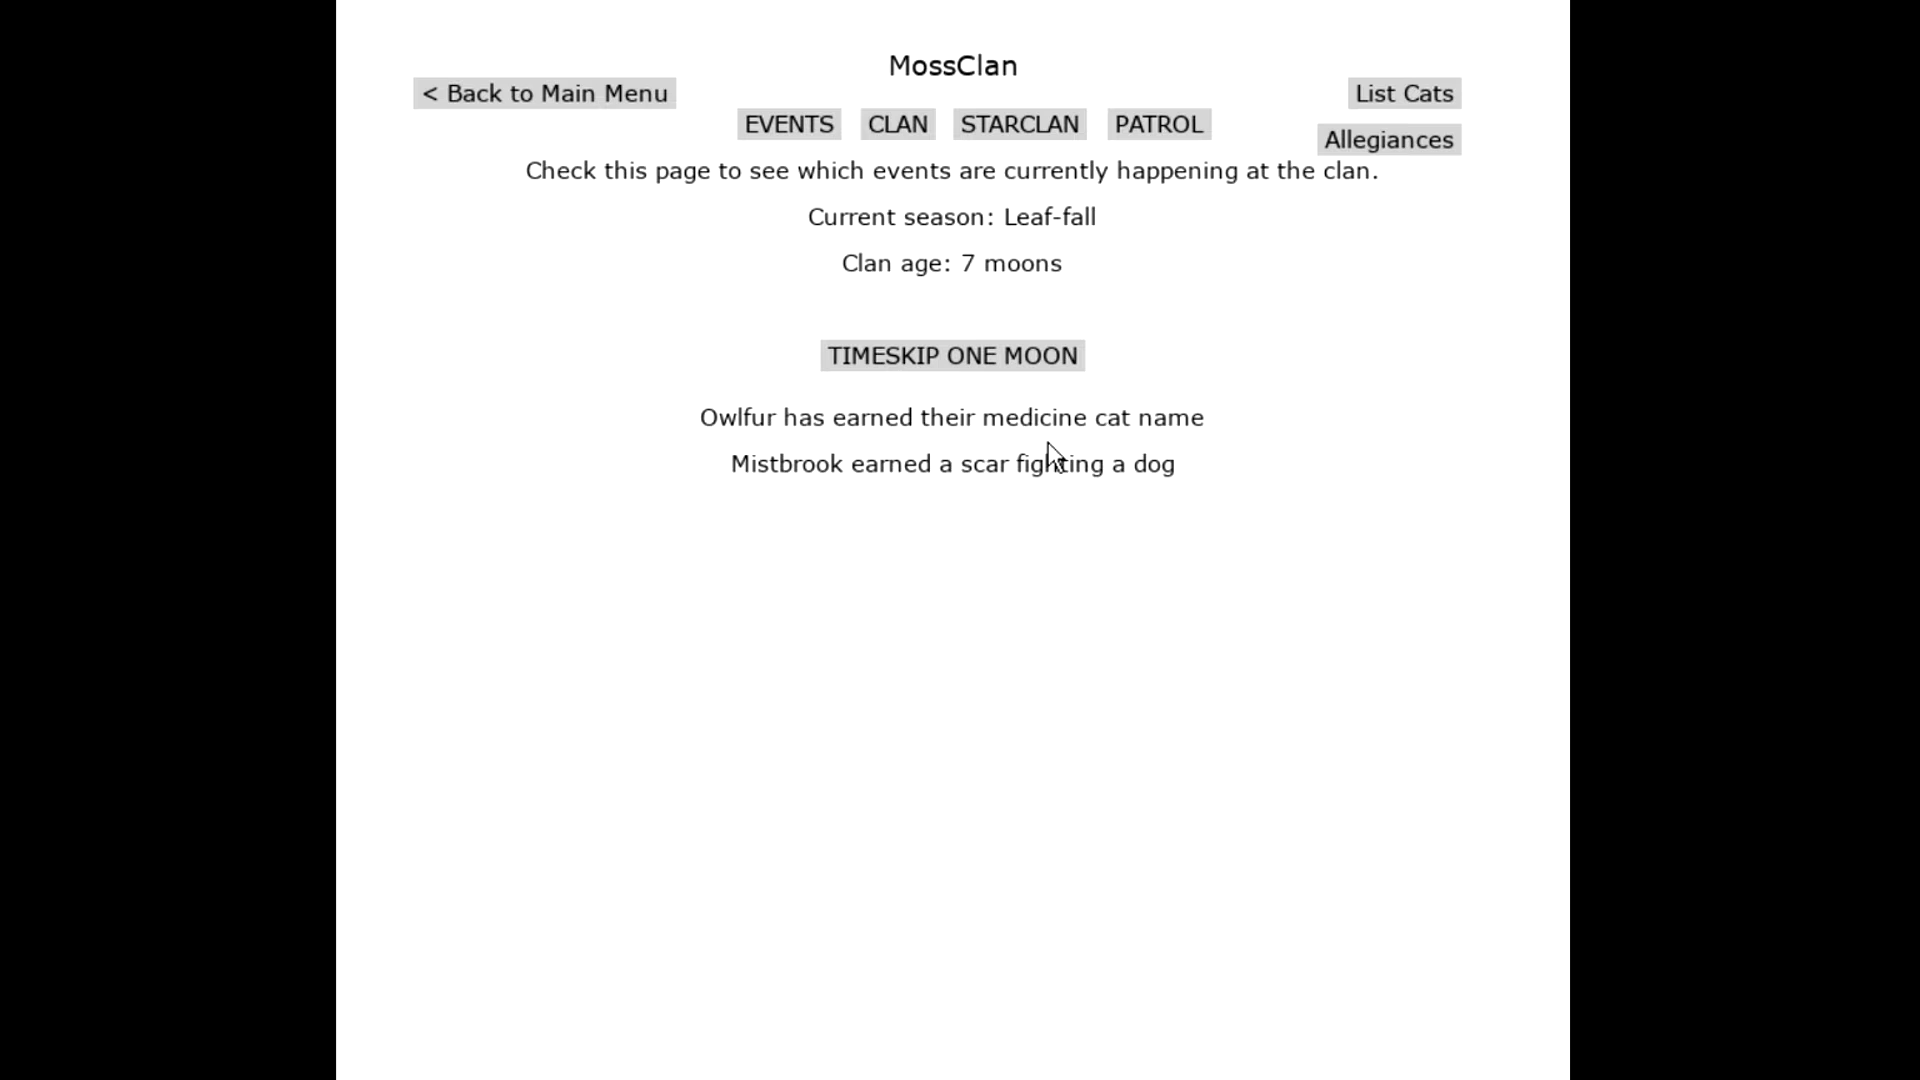 MossClan
< Back to Main Menu
List Cats
EVENTS CLAN STARCLAN PATROL
Allegiances
Check this page to see which events are currently happening at the clan.
Current season: Leaf-fall
Clan age: 7 moons
TIMESKIP ONE MOON
Owlfur has earned their medicine cat name
Mistbrook earned a scar fighting a dog